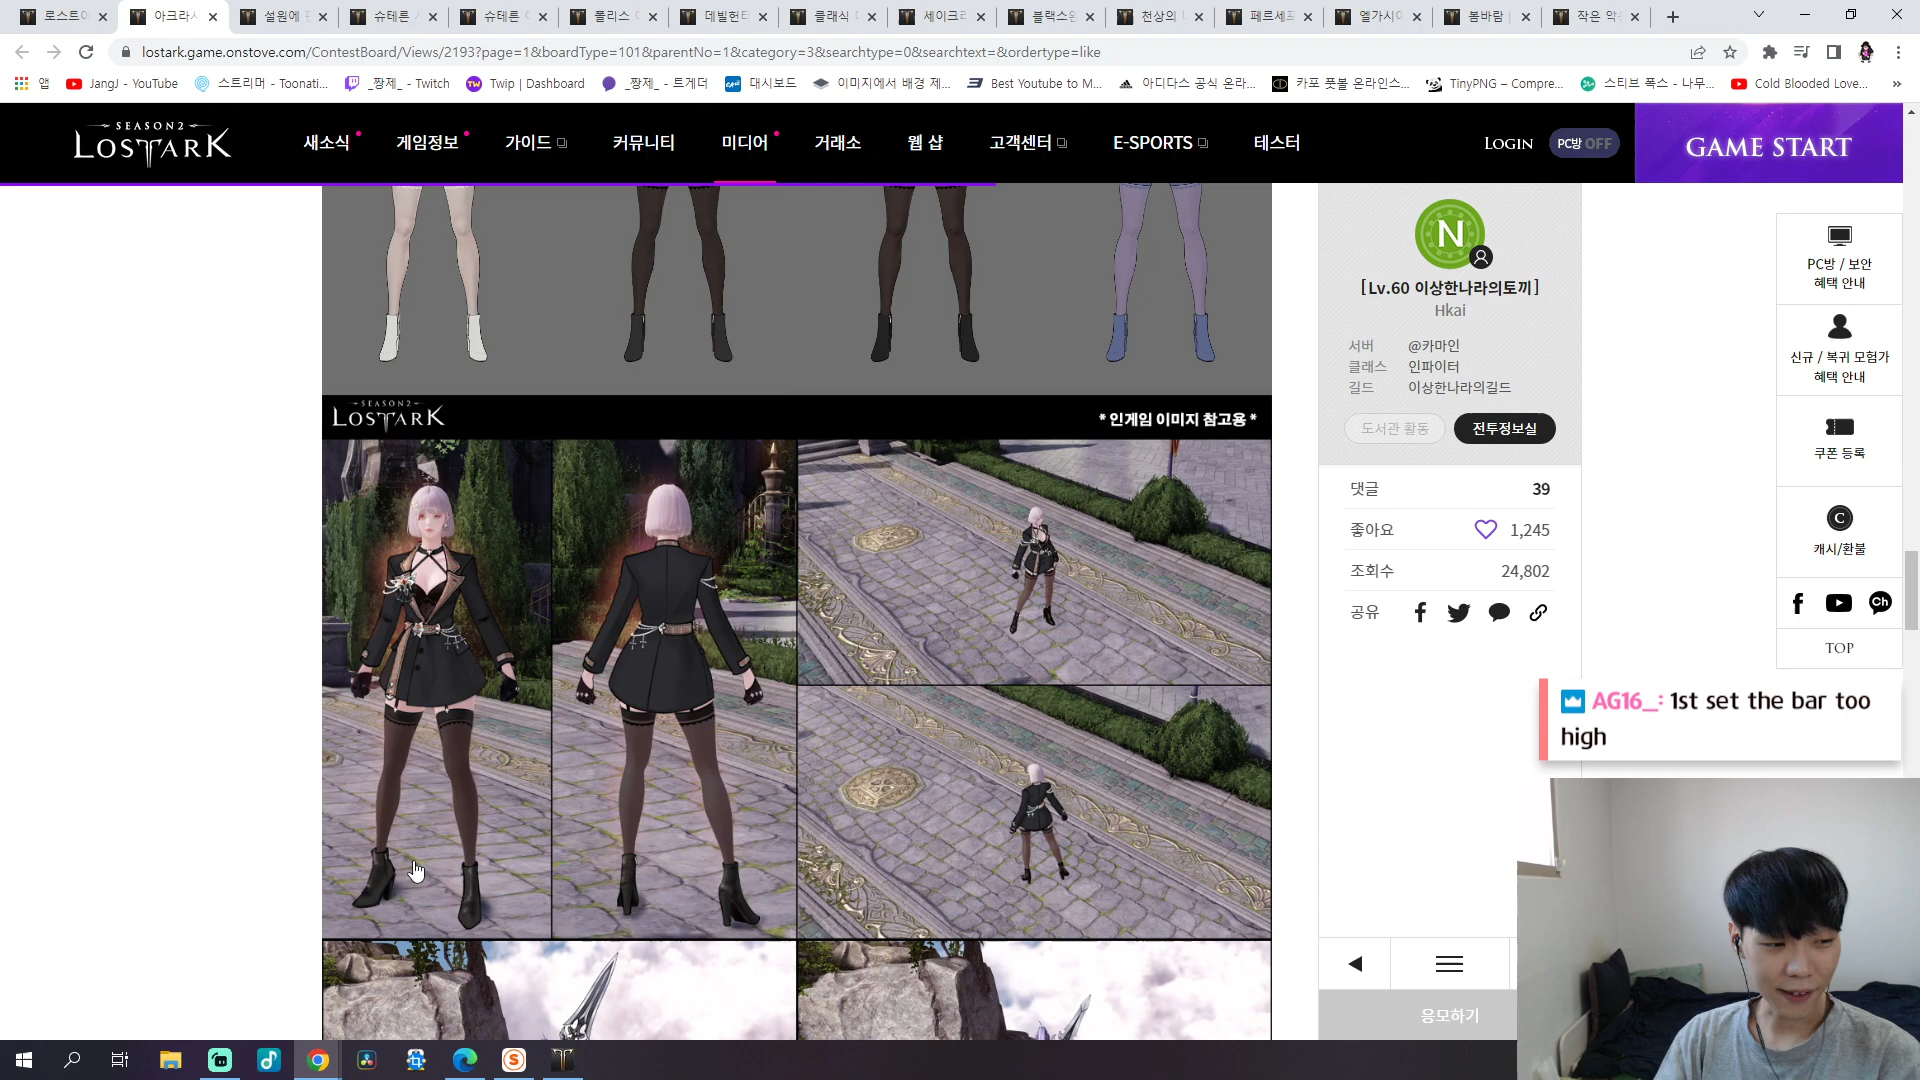 로스트아
아크라시
설원에 핀
슈테른 시
슈테른 여
폴리스 여
데빌헌터
클래식 디
세이크리
블랙스완
천상의 나
페르세포
엘가시아
봄바람
작은 악
lostark.game.onstove.com/ContestBoard/Views/2193?page=1&boardType=101&parentNo=1&category=3&searchtype=0&searchtext=&ordertype=like
앱
JangJ - YouTube
스트리머 - Toonati...
_짱제_ - Twitch
Twip | Dashboard
_짱제_ - 트게더
대시보드
이미지에서 배경 제...
Best Youtube to M...
아디다스 공식 온라...
카포 풋볼 온라인스...
TinyPNG – Compre...
스티브 폭스 - 나무...
Cold Blooded Love...
SEASON2
LOSTARK
새소식
게임정보
가이드
커뮤니티
미디어
거래소
웹 샵
고객센터
E-SPORTS
테스터
LOGIN
PC방 OFF
GAME START
SEASON2
LOSTARK
* 인게임 이미지 참고용 *
N
[Lv.60 이상한나라의토끼]
Hkai
서버 @카마인
클래스 인파이터
길드 이상한나라의길드
도서관 활동
전투정보실
댓글 39
좋아요 1,245
조회수 24,802
공유
응모하기
PC방 / 보안
혜택 안내
신규 / 복귀 모험가
혜택 안내
쿠폰 등록
C
캐시/환불
Ch
TOP
AG16_: 1st set the bar too
high